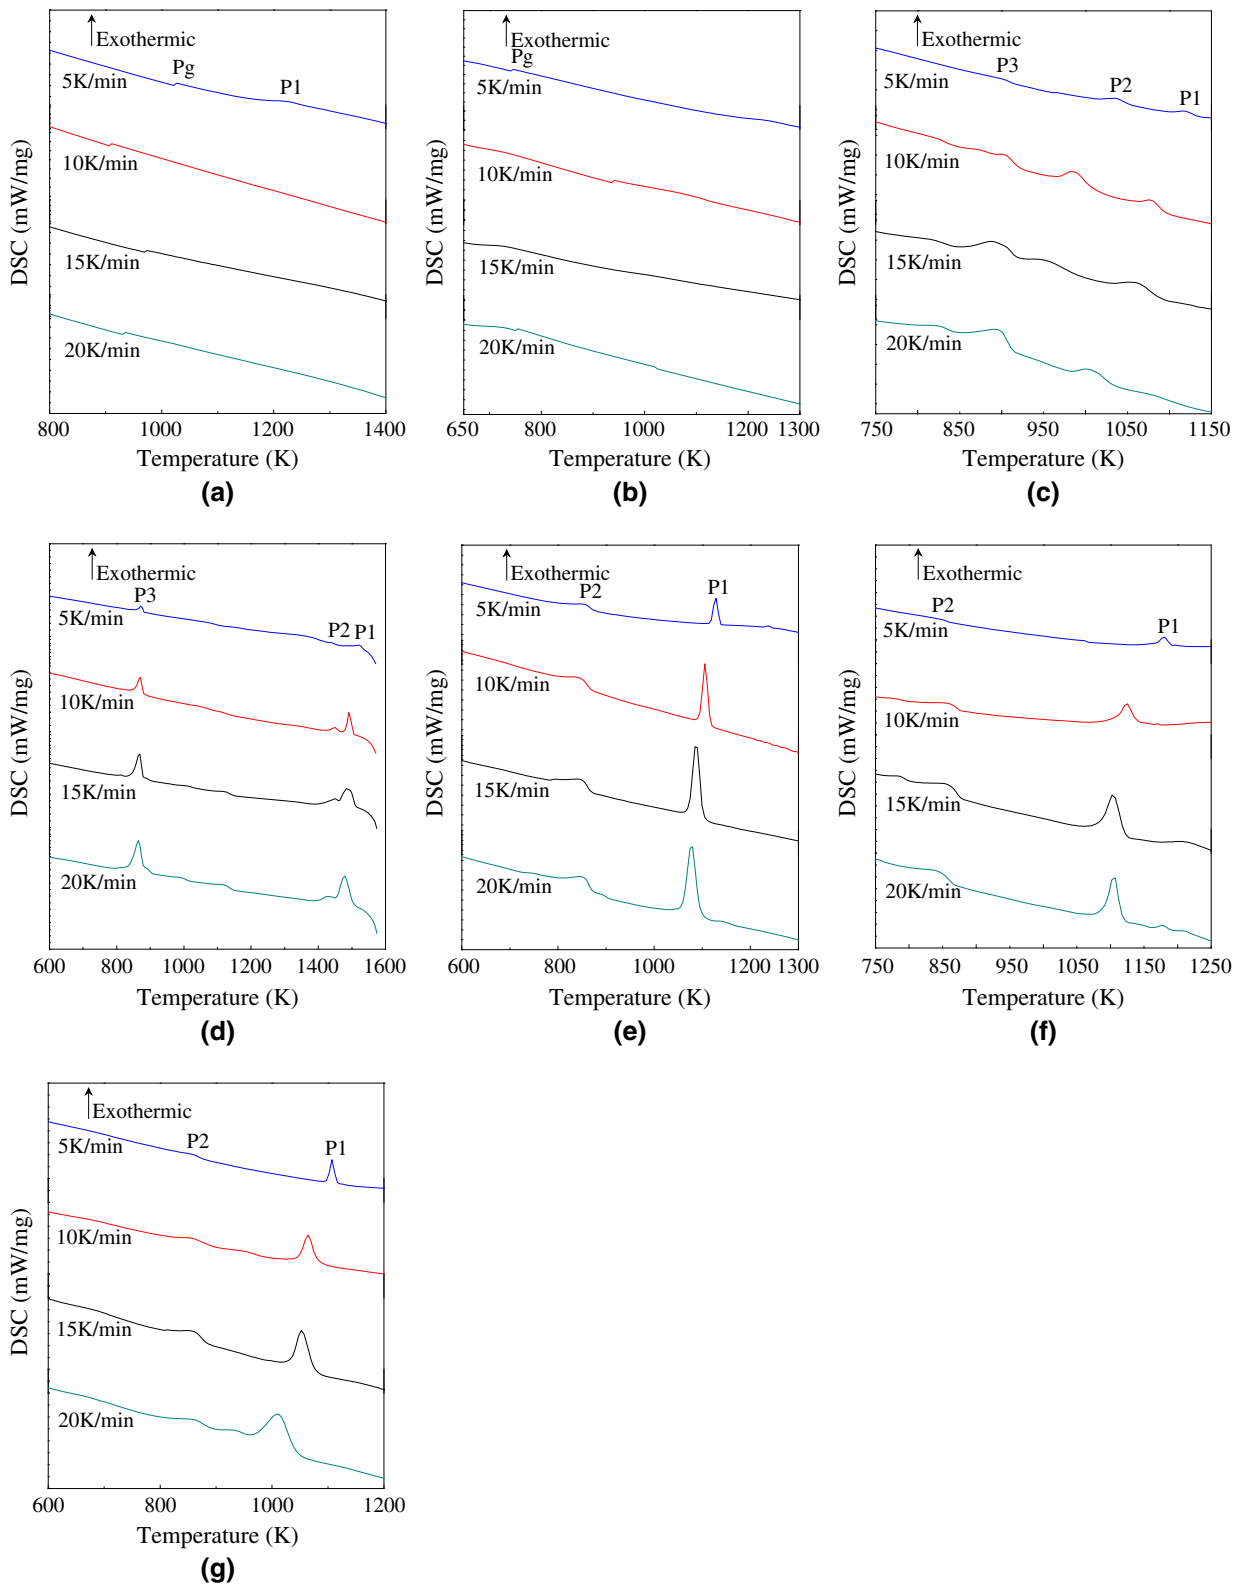 Exothermic
Pg
P1
5K/min
10K/min
15K/min
20K/min
DSC (mW/mg)
800 1000 1200 1400
Temperature (K)
(a)
Exothermic
Pg
5K/min
10K/min
15K/min
20K/min
DSC (mW/mg)
650 800 1000 1200 1300
Temperature (K)
(b)
Exothermic
P3
P2
P1
5K/min
10K/min
15K/min
20K/min
DSC (mW/mg)
750 850 950 1050 1150
Temperature (K)
(c)
Exothermic
P3
5K/min
P2 P1
10K/min
15K/min
20K/min
DSC (mW/mg)
600 800 1000 1200 1400 1600
Temperature (K)
(d)
Exothermic
P2 P1
5K/min
10K/min
15K/min
20K/min
DSC (mW/mg)
600 800 1000 1200 1300
Temperature (K)
(e)
Exothermic
P2
P1
5K/min
10K/min
15K/min
20K/min
DSC (mW/mg)
750 850 950 1050 1150 1250
Temperature (K)
(f)
Exothermic
5K/min
P2 P1
10K/min
15K/min
20K/min
DSC (mW/mg)
600 800 1000 1200
Temperature (K)
(g)